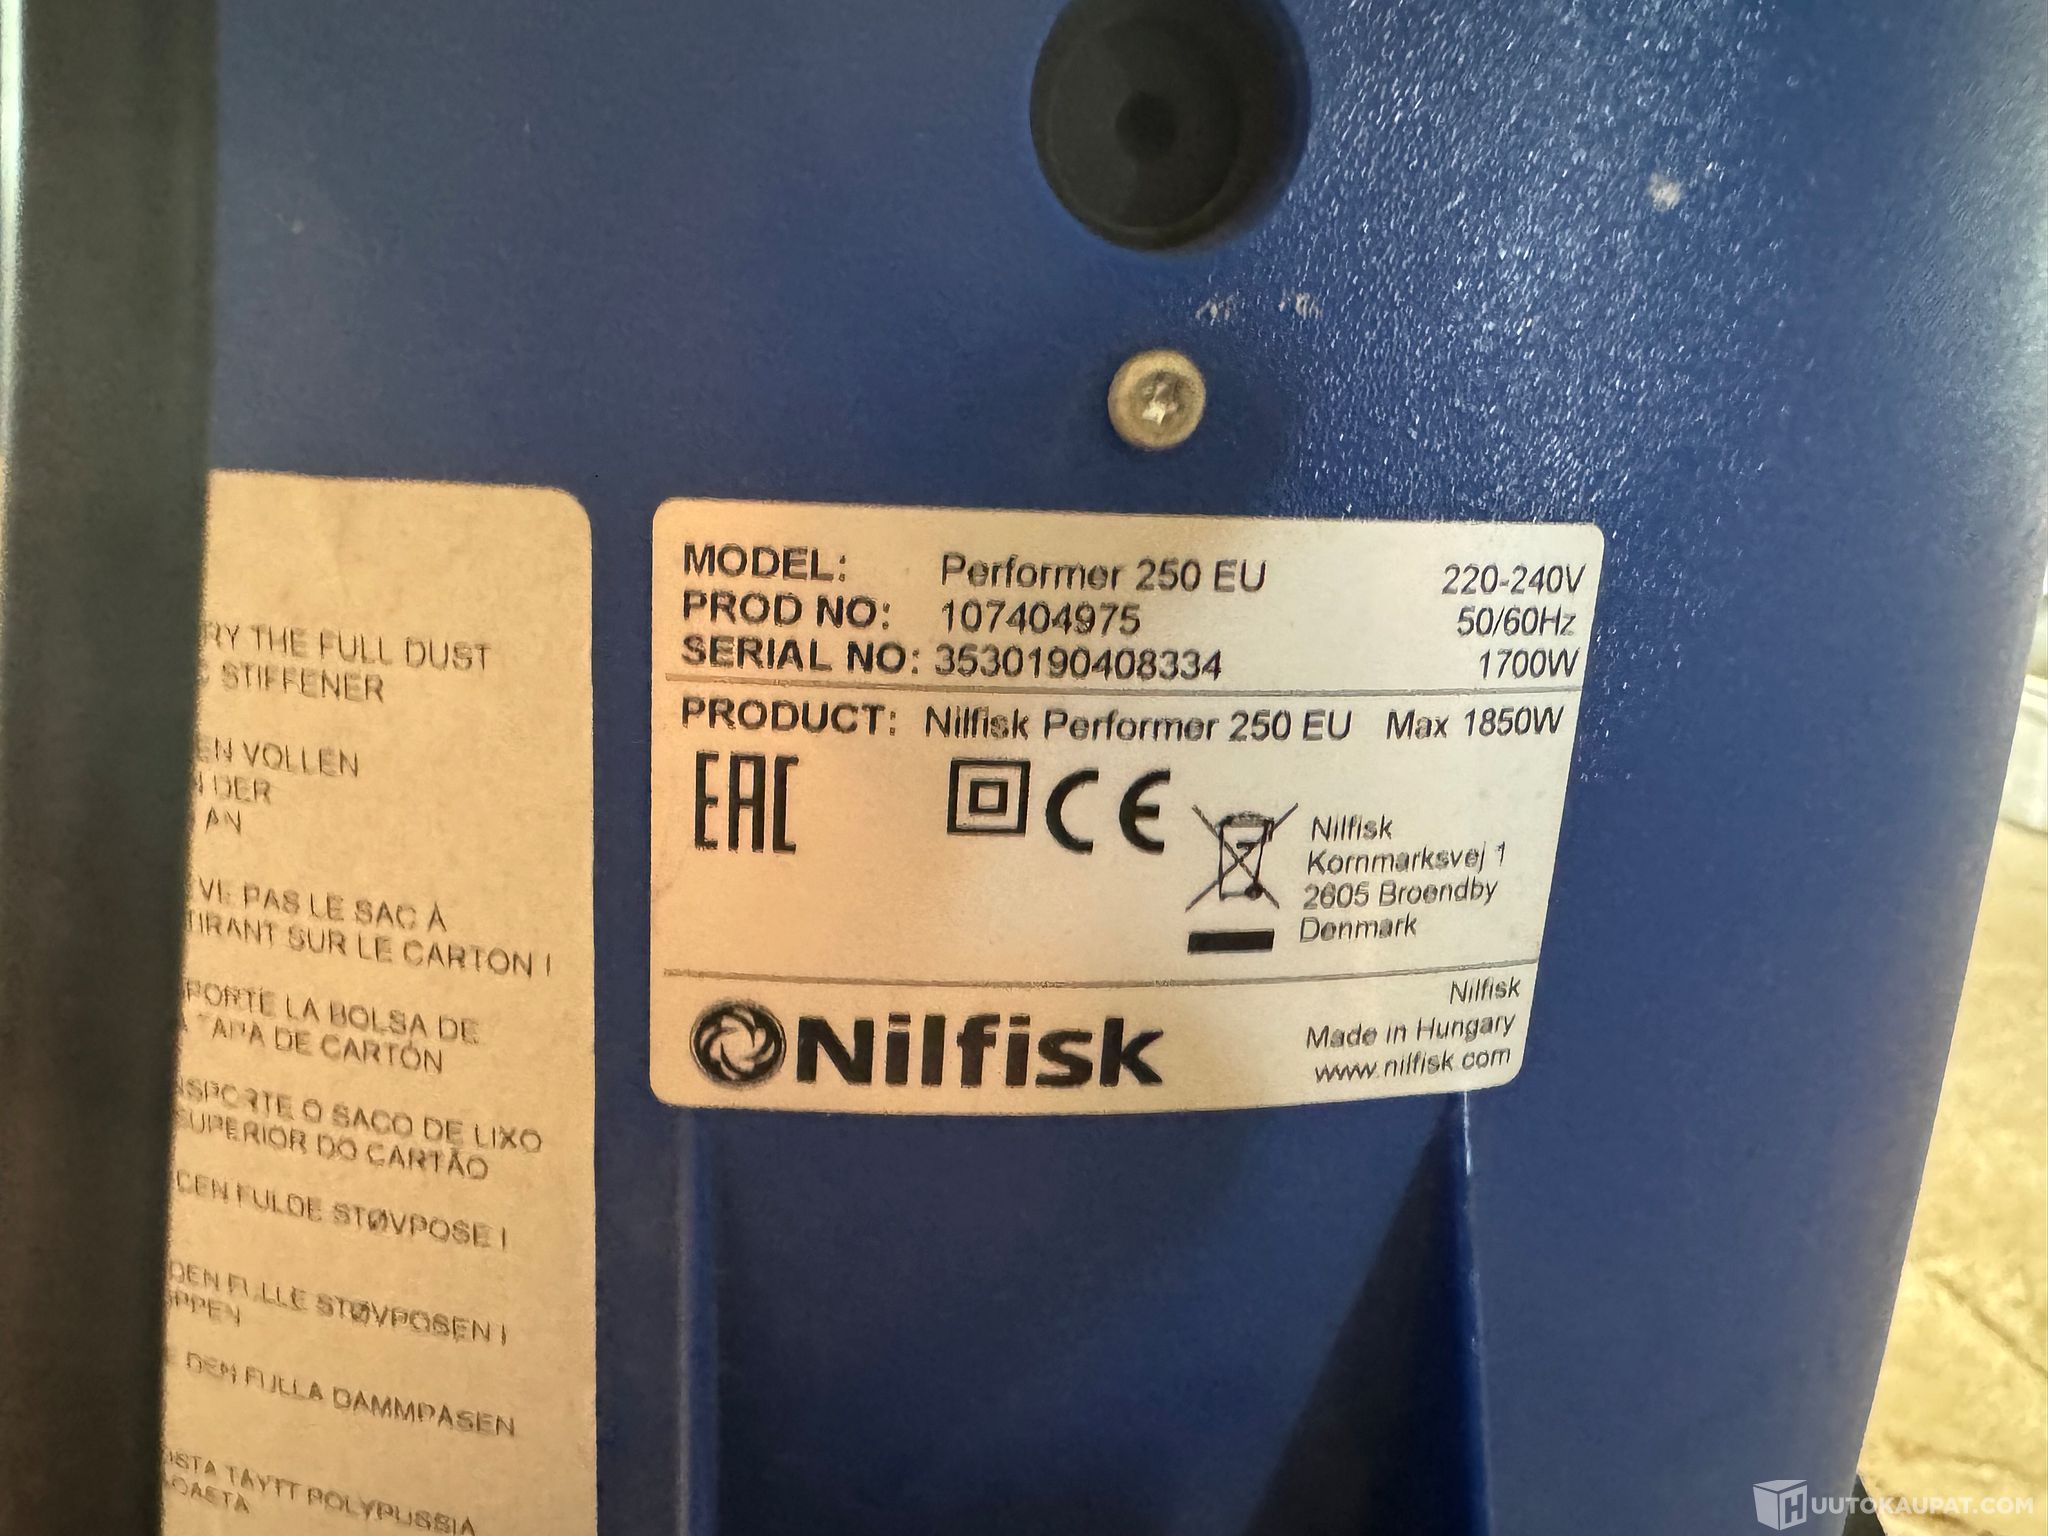 RY THE FULL DUST
STIFFENER
EN VOLLEN
DER
AN
PAS LE SAC À
TIRANT SUR LE CARTON !
PORTE LA BOLSA DE
TAPA DE CARTÓN
NSPORTE O SACO DE LIXO
SUPERIOR DO CARTÃO
FULDE STØVPOSE I
DEN FULLE STØVPOSEN I
PPEN
DEN FULLA DAMMPASEN
ISTA TÄYTT POLYPUSSIA
MODEL: Performer 250 EU 220-240V
PROD NO: 107404975 50/60Hz
SERIAL NO: 3530190408334 1700W
PRODUCT: Nilfisk Performer 250 EU Max 1850W
EAC CE
Nilfisk
Kornmarksvej 1
2605 Broendby
Denmark
Nilfisk
Nilfisk
Made in Hungary
www.nilfisk.com
HUUTOKAUPAT.COM